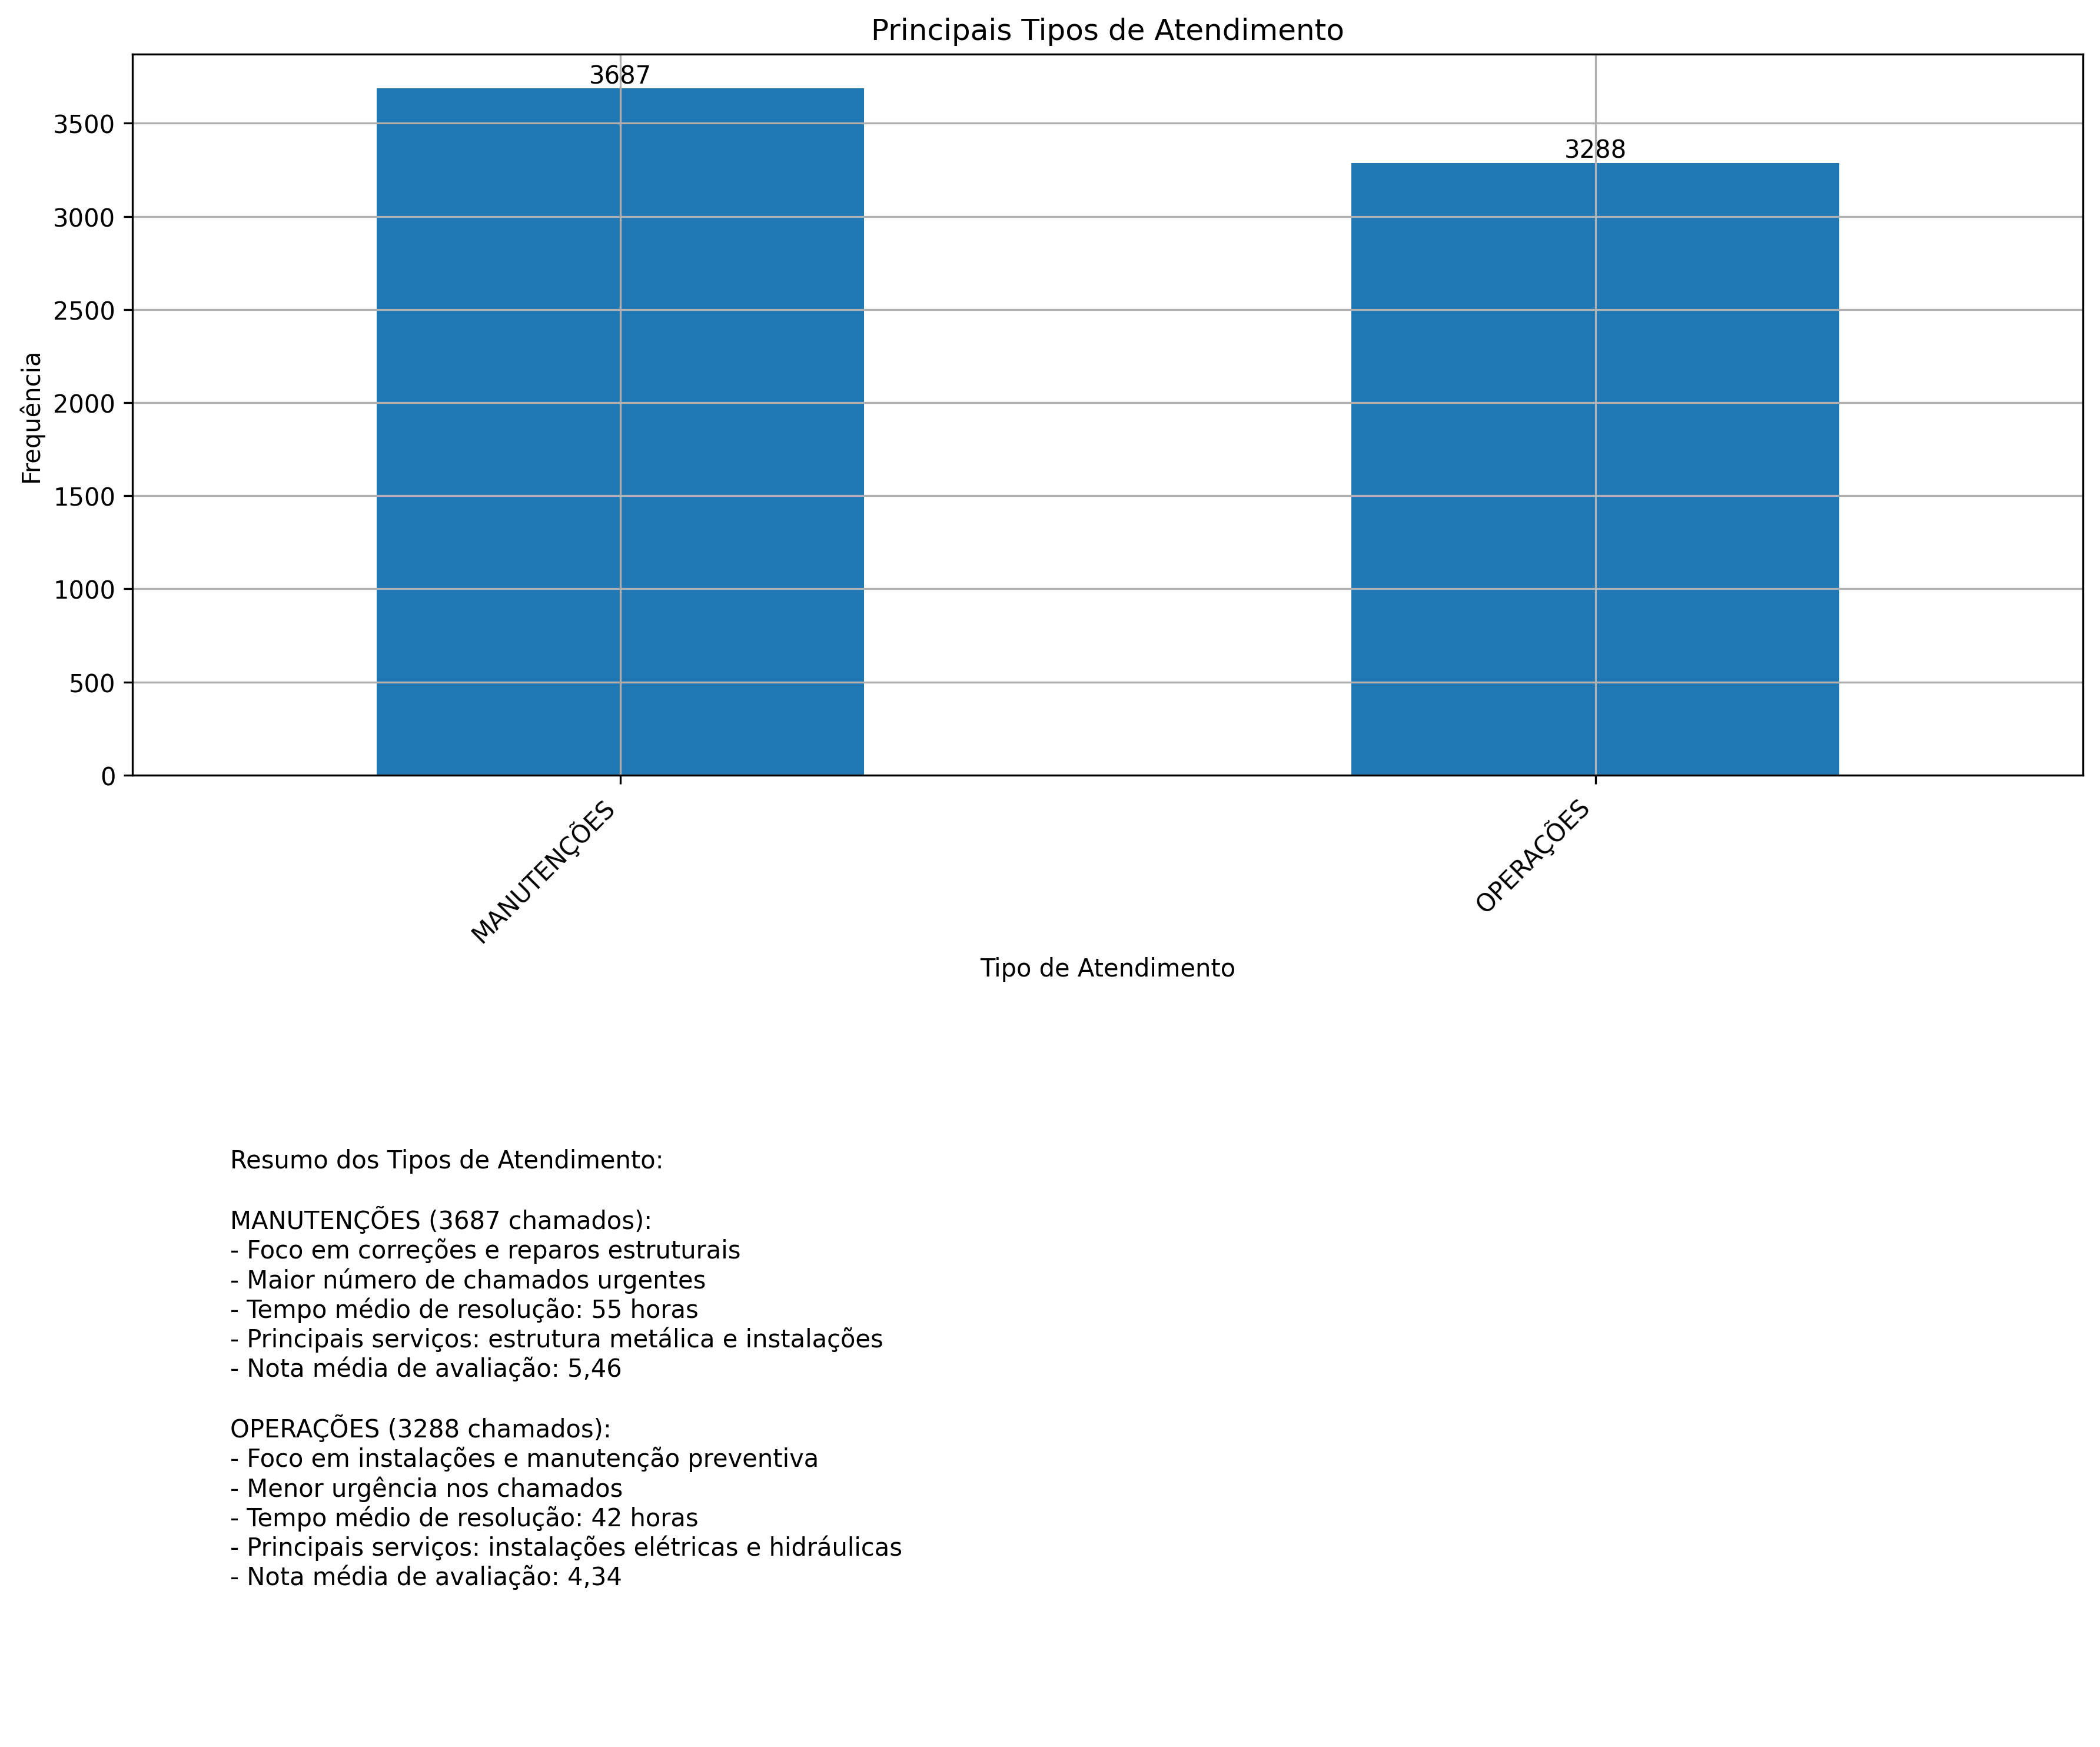 Principais Tipos de Atendimento
3687
3288
3500
3000
2500
2000
1500
1000
500
0
Frequência
MANUTENÇÕES
OPERAÇÕES
Tipo de Atendimento
Resumo dos Tipos de Atendimento:
MANUTENÇÕES (3687 chamados):
- Foco em correções e reparos estruturais
- Maior número de chamados urgentes
- Tempo médio de resolução: 55 horas
- Principais serviços: estrutura metálica e instalações
- Nota média de avaliação: 5,46
OPERAÇÕES (3288 chamados):
- Foco em instalações e manutenção preventiva
- Menor urgência nos chamados
- Tempo médio de resolução: 42 horas
- Principais serviços: instalações elétricas e hidráulicas
- Nota média de avaliação: 4,34